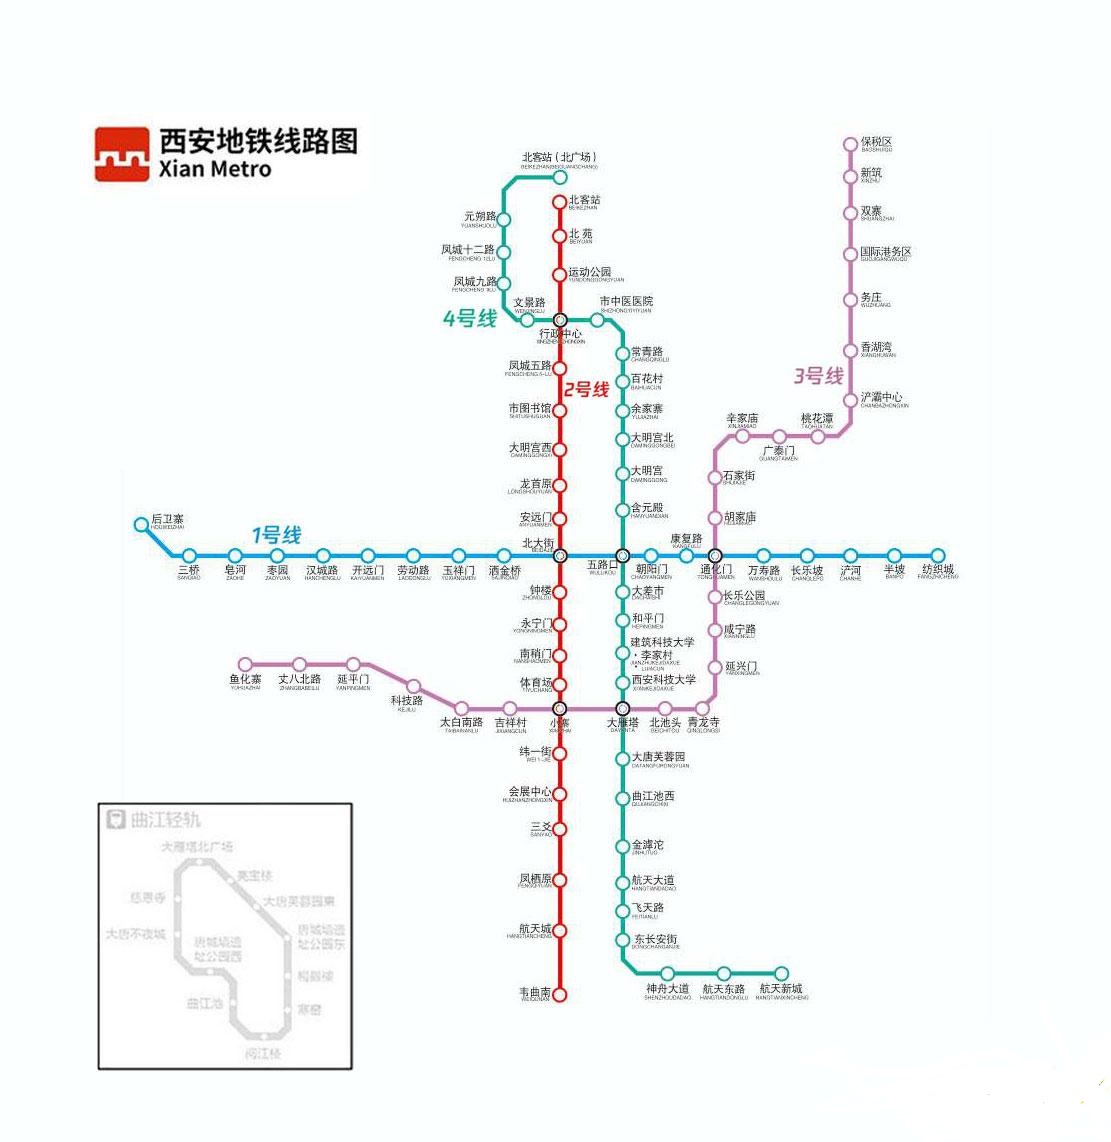 西安地铁线路图
Xian Metro
北客站（北广场）
BEIKEZHAN(BEIGUANGCHANG)
元朔路
YUANSHUOLU
凤城十二路
FENGCHENG 12LU
凤城九路
FENGCHENG 9LU
文景路
WENJINGLU
4号线
北客站
BEIKEZHAN
北苑
BEIYUAN
运动公园
YUNDONGGONGYUAN
行政中心
市中医医院
SHIZHONGYIYIYUAN
凤城五路
FENGCHENG 5-LU
2号线
市图书馆
SHITUSHUGUAN
大明宫西
DAMINGGONGXI
龙首原
LONGSHOUYUAN
安远门
ANYUANMEN
北大街
BEIDAJIE
常青路
CHANGQINGLU
百花村
BAIHUACUN
余家寨
YUJIAZHAI
大明宫北
DAMINGGONGBEI
大明宫
DAMINGGONG
含元殿
HANYUANDIAN
保税区
BAOSHUIQU
新筑
XINZHU
双寨
SHUANGZHAI
国际港务区
GUOJIGANGWUQU
务庄
WUZHUANG
香湖湾
XIANGHUWAN
3号线
浐灞中心
CHANBAZHONGXIN
桃花潭
TAOHUATAN
广泰门
GUANGTAIMEN
辛家庙
XINJIAMIAO
石家街
SHIJIAJIE
胡家庙
HUJIAMIAO
后卫寨
HOUWEIZHAI
1号线
三桥
SANQIAO
皂河
ZAOHE
枣园
ZAOYUAN
汉城路
HANCHENGLU
开远门
KAIYUANMEN
劳动路
LAODONGLU
玉祥门
YUXIANGMEN
洒金桥
SAJINQIAO
五路口
WULUKOU
朝阳门
CHAOYANGMEN
康复路
KANGFULU
通化门
TONGHUAMEN
万寿路
WANSHOULU
长乐坡
CHANGLEPO
浐河
CHANHE
半坡
BANPO
纺织城
FANGZHICHENG
钟楼
ZHONGLOU
永宁门
YONGNINGMEN
南稍门
NANSHAOMEN
体育场
TIYUCHANG
大差市
DACHAISHI
和平门
HEPINGMEN
建筑科技大学
·李家村
JIANZHUKEJIDAXUE
LIJIACUN
西安科技大学
XI'ANKEJIDAXUE
长乐公园
CHANGLEGONGYUAN
咸宁路
XIANNINGLU
延兴门
YANXINGMEN
鱼化寨
YUHUAZHAI
丈八北路
ZHANGBABEILU
延平门
YANPINGMEN
科技路
KEJILU
太白南路
TAIBAINANLU
吉祥村
JIXIANGCUN
小寨
XIAOZHAI
大雁塔
DAYANTA
北池头
BEICHITOU
青龙寺
QINGLONGSI
纬一街
WEI 1-JIE
会展中心
HUIZHANZHONGXIN
三爻
SANYAO
凤栖原
FENGQIYUAN
航天城
HANGTIANCHENG
韦曲南
WEIQUNAN
大唐芙蓉园
DATANGFURONGYUAN
曲江池西
QUJIANGCHIXI
金滹沱
JINHUTUO
航天大道
HANGTIANDADAO
飞天路
FEITIANLU
东长安街
DONGCHANGANJIE
神舟大道
SHENZHOUDADAO
航天东路
HANGTIANDONGLU
航天新城
HANGTIANXINCHENG
曲江轻轨
大雁塔北广场
慈恩寺
大唐芙蓉园東
大唐不夜城
唐城墙遗
址公园西
唐城墙遗
址公园东
曲江池
寒窑
阅江楼